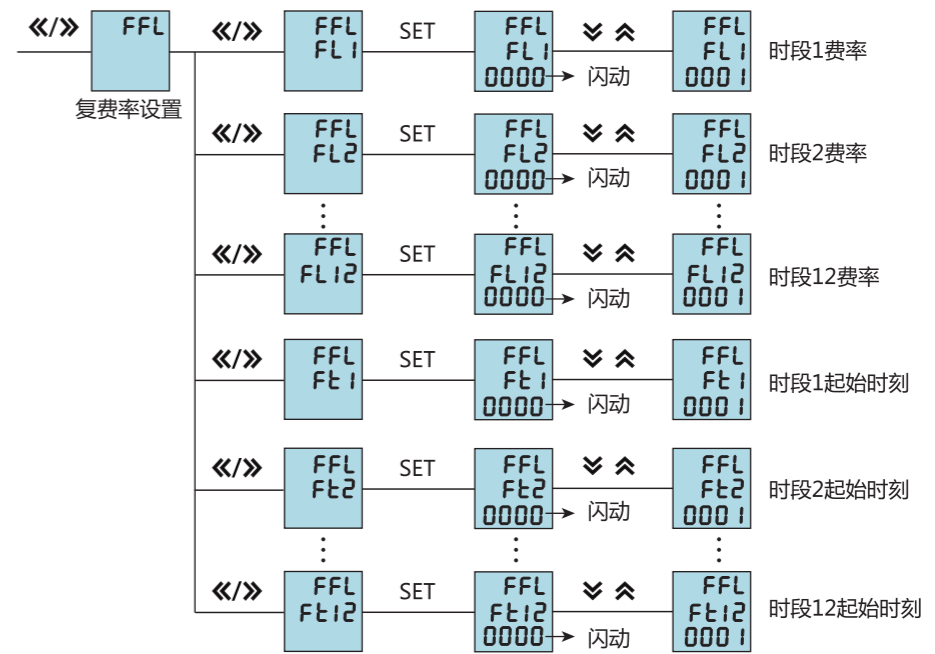 «/» FFL «/» FFL SET FFL FFL
FL1 FL1 FL1 时段1费率
0000 闪动 0001
复费率设置
«/» FFL SET FFL FFL
FL2 FL2 FL2 时段2费率
0000 闪动 0001
«/» FFL SET FFL FFL
FL12 FL12 FL12 时段12费率
0000 闪动 0001
«/» FFL SET FFL FFL
Ft1 Ft1 Ft1 时段1起始时刻
0000 闪动 0001
«/» FFL SET FFL FFL
Ft2 Ft2 Ft2 时段2起始时刻
0000 闪动 0001
«/» FFL SET FFL FFL
Ft12 Ft12 Ft12 时段12起始时刻
0000 闪动 0001